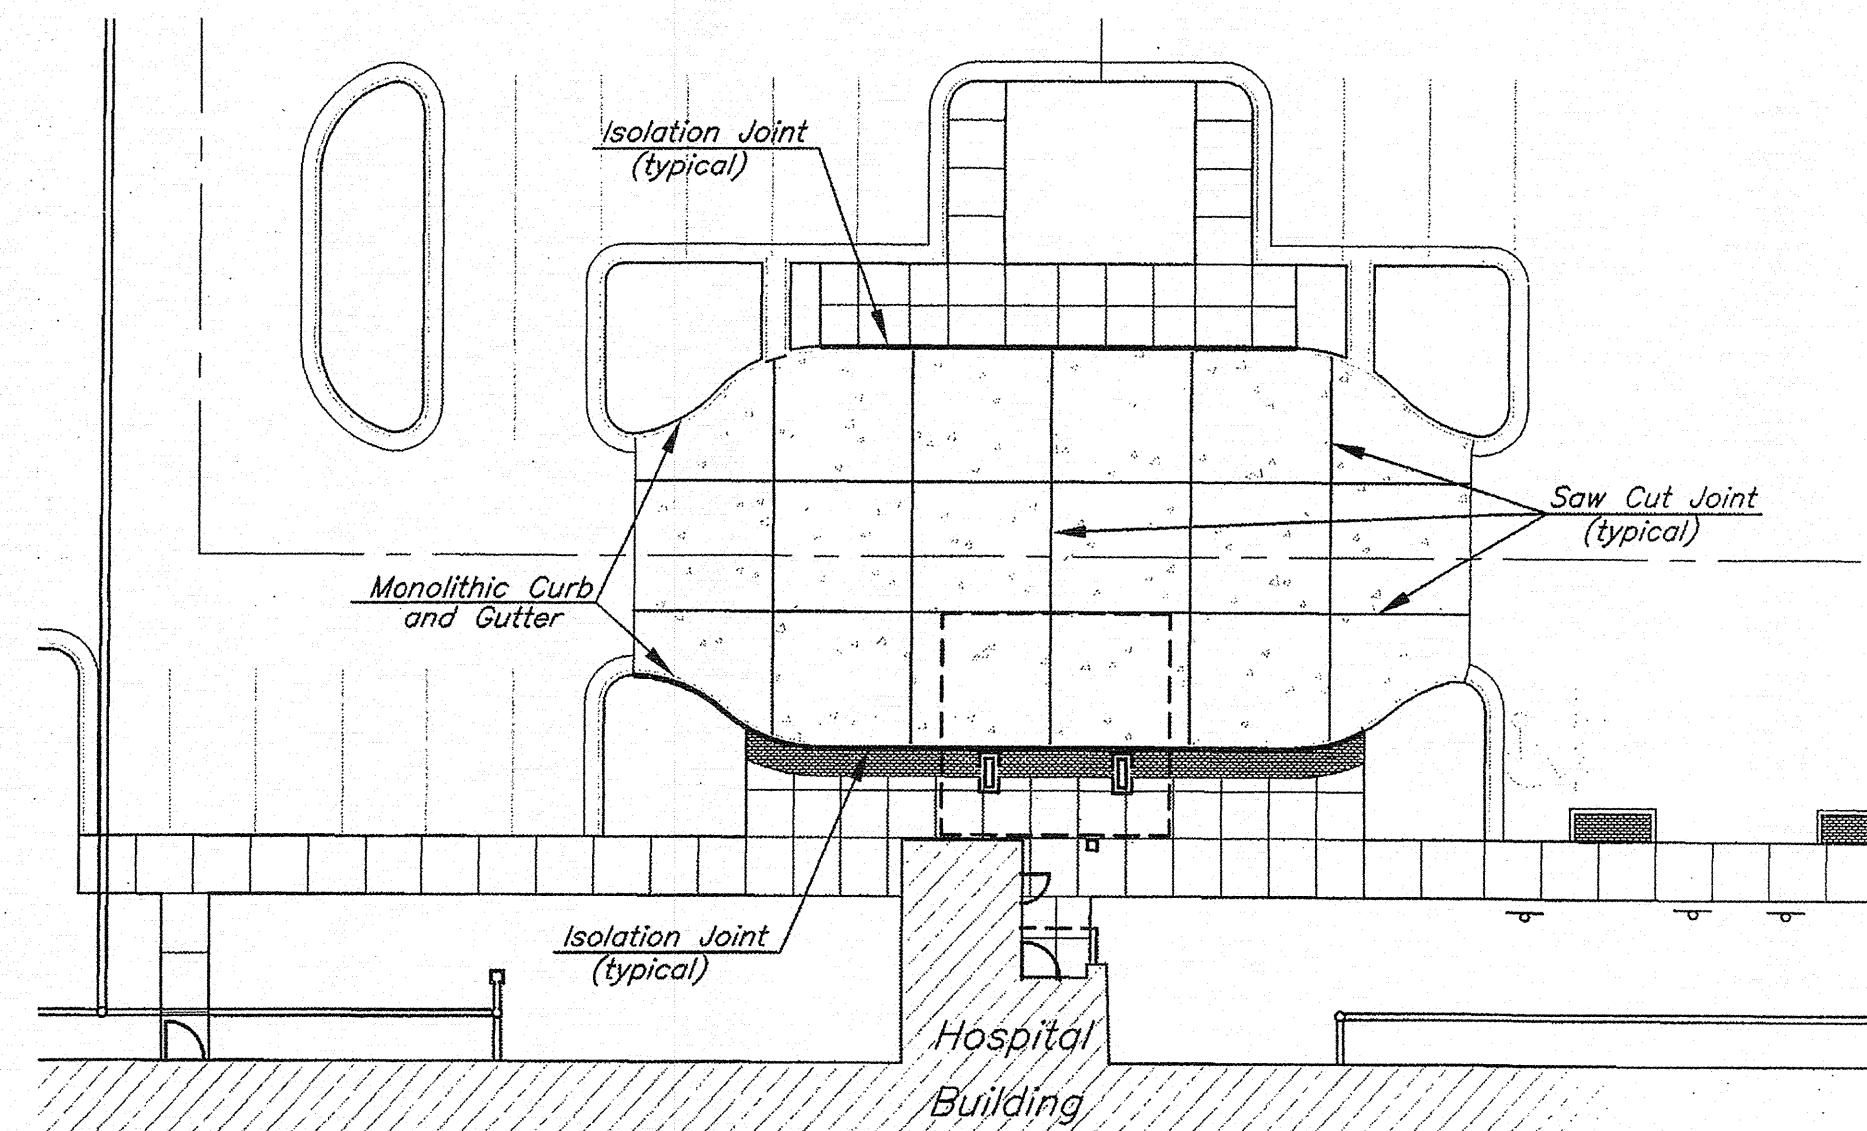 Isolation Joint
(typical)
Saw Cut Joint
(typical)
Monolithic Curb
and Gutter
Isolation Joint
(typical)
Hospital
Building